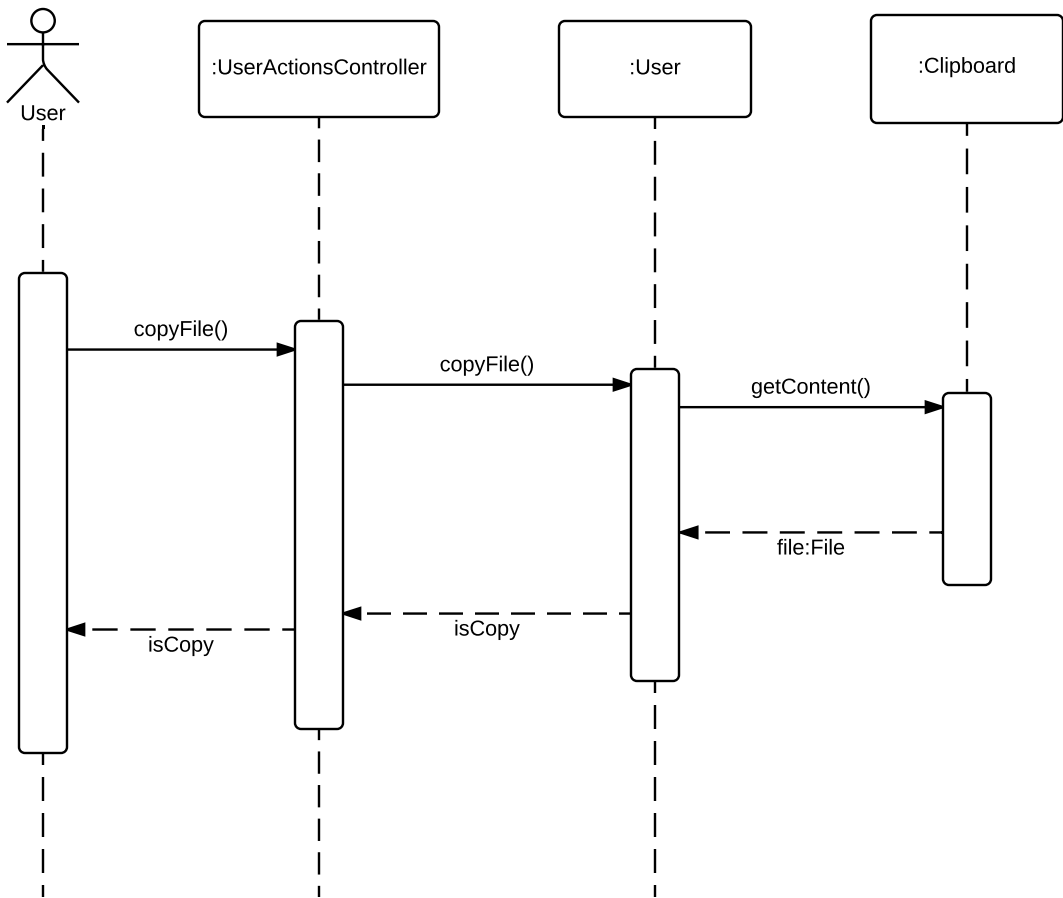 User
:UserActionsController
:User
:Clipboard
copyFile()
copyFile()
getContent()
file:File
isCopy
isCopy